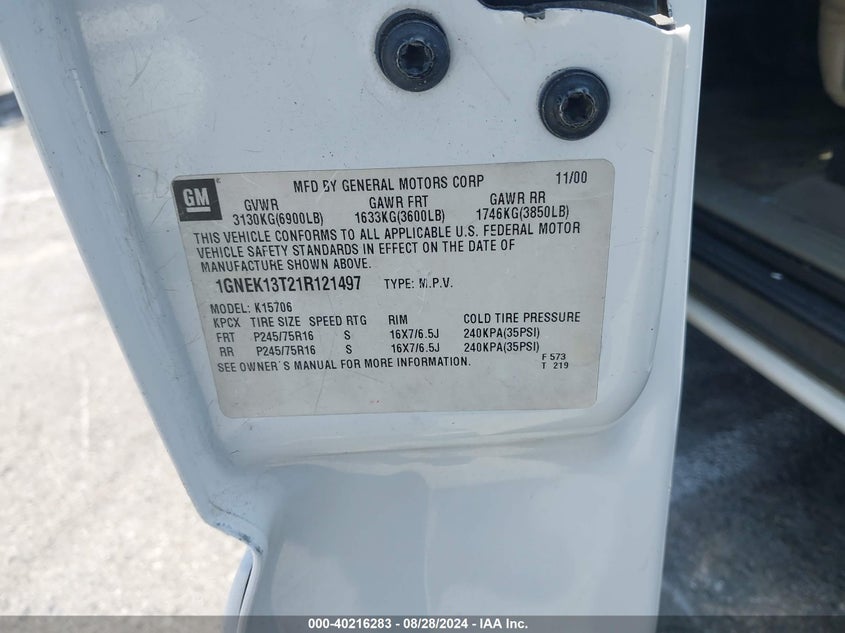 GM
MFD BY GENERAL MOTORS CORP 11/00
GVWR GAWR FRT GAWR RR
3130KG(6900LB) 1633KG(3600LB) 1746KG(3850LB)
THIS VEHICLE CONFORMS TO ALL APPLICABLE U.S. FEDERAL MOTOR
VEHICLE SAFETY STANDARDS IN EFFECT ON THE DATE OF
MANUFACTURE SHOWN ABOVE.
1GNEK13T21R121497 TYPE: M.P.V.
MODEL: K15706
KPCX TIRE SIZE SPEED RTG RIM COLD TIRE PRESSURE
FRT P245/75R16 S 16X7/6.5J 240KPA(35PSI)
RR P245/75R16 S 16X7/6.5J 240KPA(35PSI)
SEE OWNER'S MANUAL FOR MORE INFORMATION.
F 573
T 219
000-40216283 - 08/28/2024 - IAA Inc.